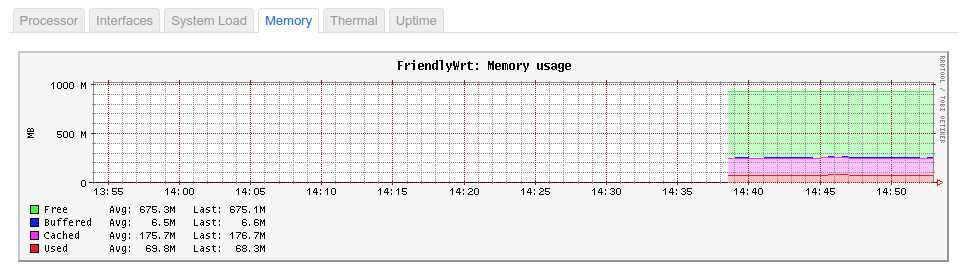 Processor Interfaces System Load Memory Thermal Uptime
FriendlyWrt: Memory usage
RRDTOOL / TOBI OETIKER
MB
1000 M
500 M
0
13:55 14:00 14:05 14:10 14:15 14:20 14:25 14:30 14:35 14:40 14:45 14:50
Free Avg: 675.3M Last: 675.1M
Buffered Avg: 6.5M Last: 6.6M
Cached Avg: 175.7M Last: 176.7M
Used Avg: 69.8M Last: 68.3M